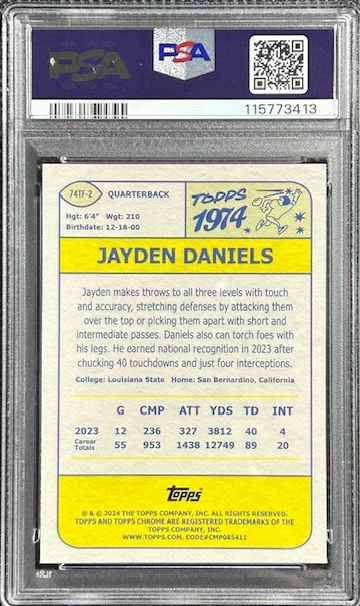 PSA
PSA
115773413
74TF-2
QUARTERBACK
Hgt: 6'4" Wgt: 210
Birthdate: 12-18-00
TOPPS
1974
JAYDEN DANIELS
Jayden makes throws to all three levels with touch
and accuracy, stretching defenses by attacking them
over the top or picking them apart with short and
intermediate passes. Daniels also can torch foes with
his legs. He earned national recognition in 2023 after
chucking 40 touchdowns and just four interceptions.
College: Louisiana State Home: San Bernardino, California
G CMP ATT YDS TD INT
2023 12 236 327 3812 40 4
Career
Totals 55 953 1438 12749 89 20
Topps
® & © 2024 THE TOPPS COMPANY, INC. ALL RIGHTS RESERVED.
TOPPS AND TOPPS CHROME ARE REGISTERED TRADEMARKS OF THE
TOPPS COMPANY, INC.
WWW.TOPPS.COM. CODE#CMP085411